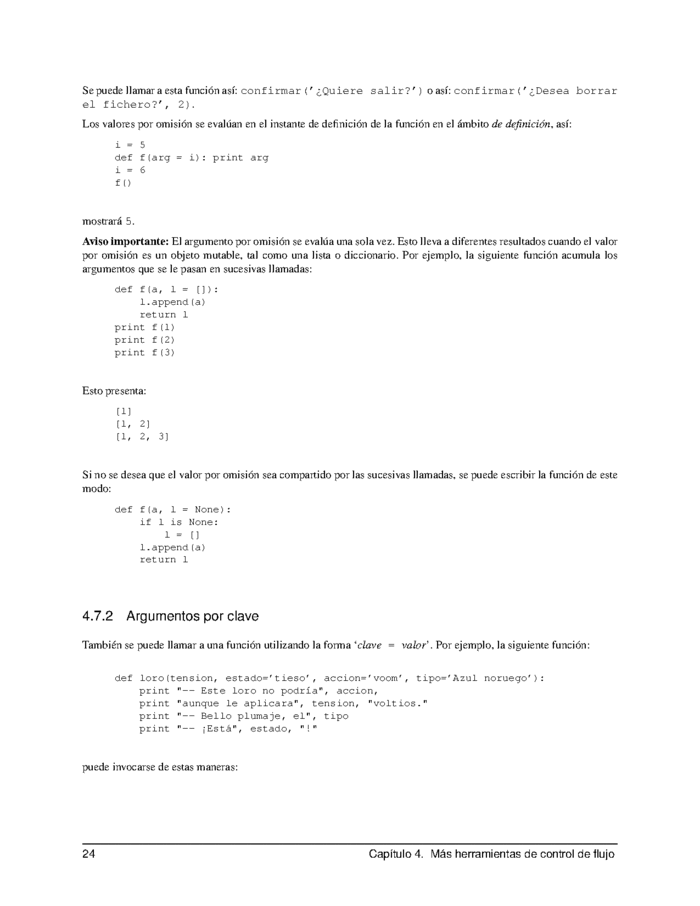 Se puede llamar a esta función así: confirmar('¿Quiere salir?') o así: confirmar('¿Desea borrar
el fichero?', 2).
Los valores por omisión se evalúan en el instante de definición de la función en el ámbito de definición, así:
i = 5
def f(arg = i): print arg
i = 6
f()
mostrará 5.
Aviso importante: El argumento por omisión se evalúa una sola vez. Esto lleva a diferentes resultados cuando el valor
por omisión es un objeto mutable, tal como una lista o diccionario. Por ejemplo, la siguiente función acumula los
argumentos que se le pasan en sucesivas llamadas:
def f(a, l = []):
    l.append(a)
    return l
print f(1)
print f(2)
print f(3)
Esto presenta:
[1]
[1, 2]
[1, 2, 3]
Si no se desea que el valor por omisión sea compartido por las sucesivas llamadas, se puede escribir la función de este
modo:
def f(a, l = None):
    if l is None:
        l = []
    l.append(a)
    return l
4.7.2 Argumentos por clave
También se puede llamar a una función utilizando la forma 'clave = valor'. Por ejemplo, la siguiente función:
def loro(tension, estado='tieso', accion='voom', tipo='Azul noruego'):
    print "-- Este loro no podría", accion,
    print "aunque le aplicara", tension, "voltios."
    print "-- Bello plumaje, el", tipo
    print "-- ¡Está", estado, "!"
puede invocarse de estas maneras:
24 Capítulo 4. Más herramientas de control de flujo